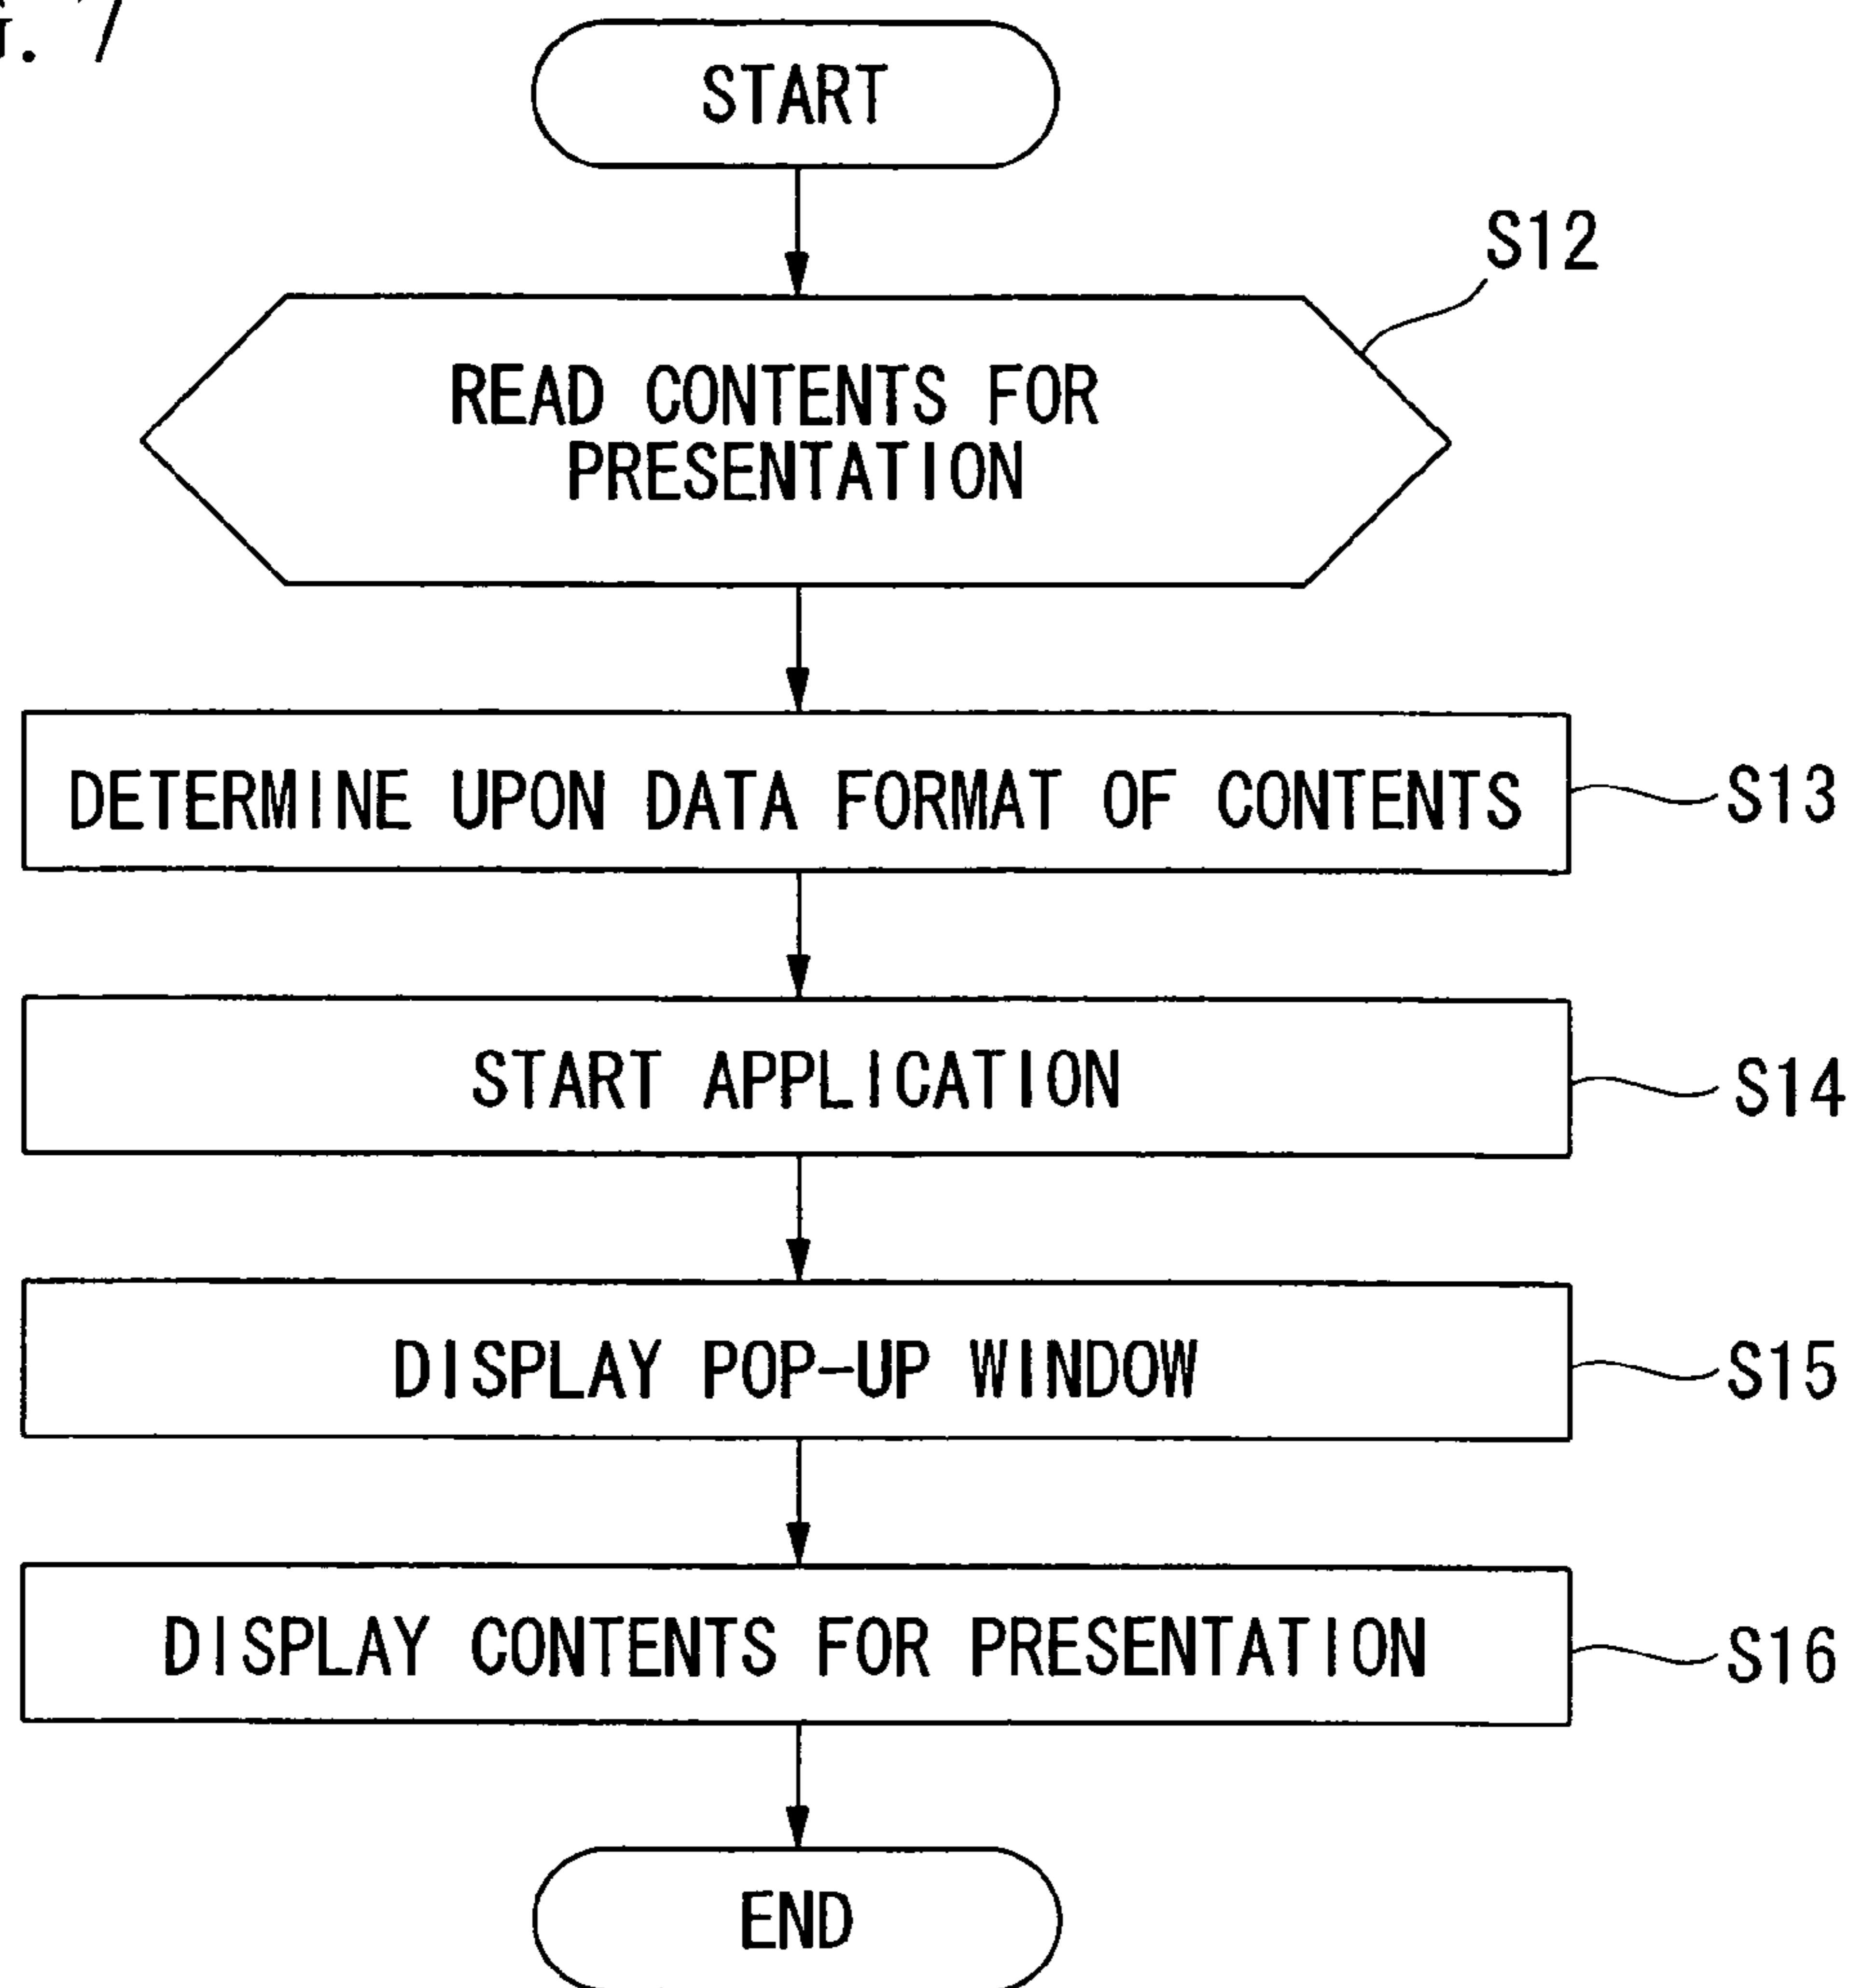 G. 7
START
S12
READ CONTENTS FOR
PRESENTATION
DETERMINE UPON DATA FORMAT OF CONTENTS
S13
START APPLICATION
S14
DISPLAY POP-UP WINDOW
S15
DISPLAY CONTENTS FOR PRESENTATION
S16
END